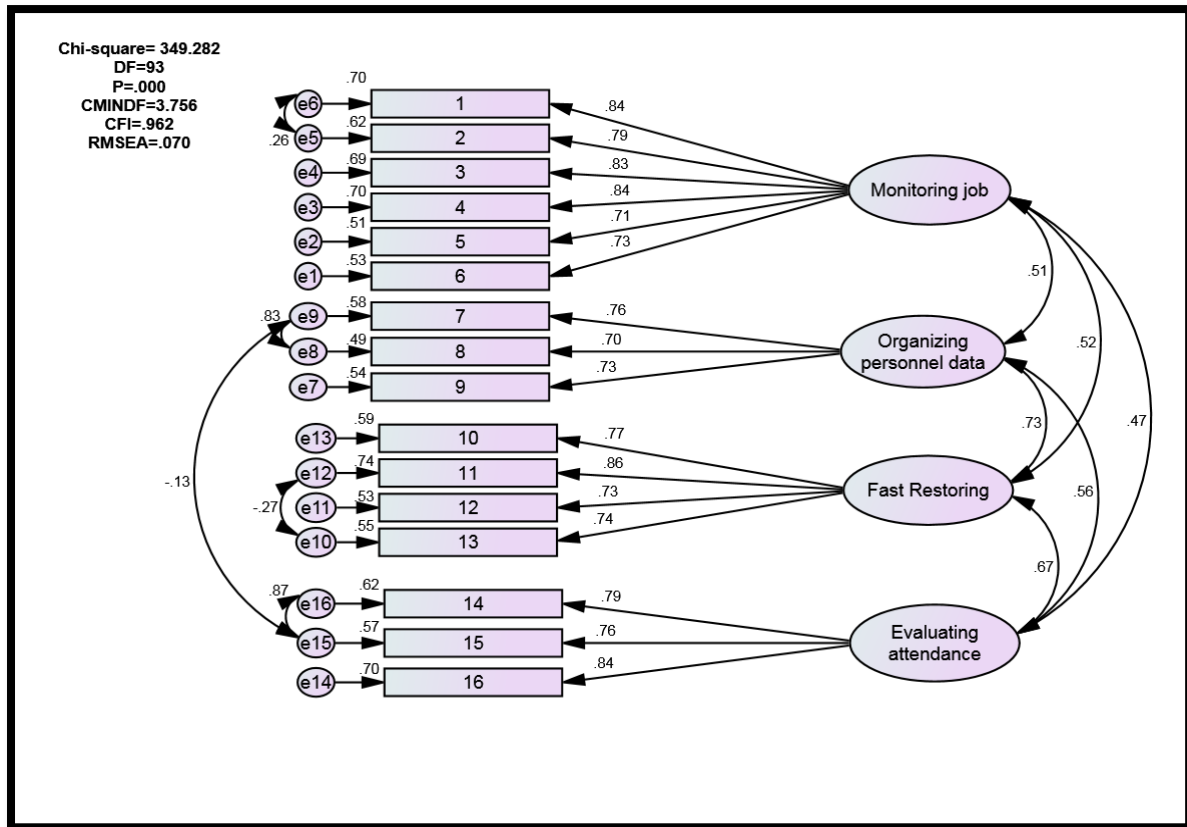 Chi-square= 349.282
DF=93
P=.000
CMINDF=3.756
CFI=.962
RMSEA=.070
.70
e6
1
.84
.26
e5
.62
2
.79
e4
.69
3
.83
e3
.70
4
.84
e2
.51
5
.71
e1
.53
6
.73
Monitoring job
.51
.83
e9
.58
7
.76
e8
.49
8
.70
e7
.54
9
.73
Organizing
personnel data
.52
.73
.47
e13
.59
10
.77
e12
.74
11
.86
-.13
-.27
e11
.53
12
.73
e10
.55
13
.74
Fast Restoring
.56
.67
.87
e16
.62
14
.79
e15
.57
15
.76
e14
.70
16
.84
Evaluating
attendance